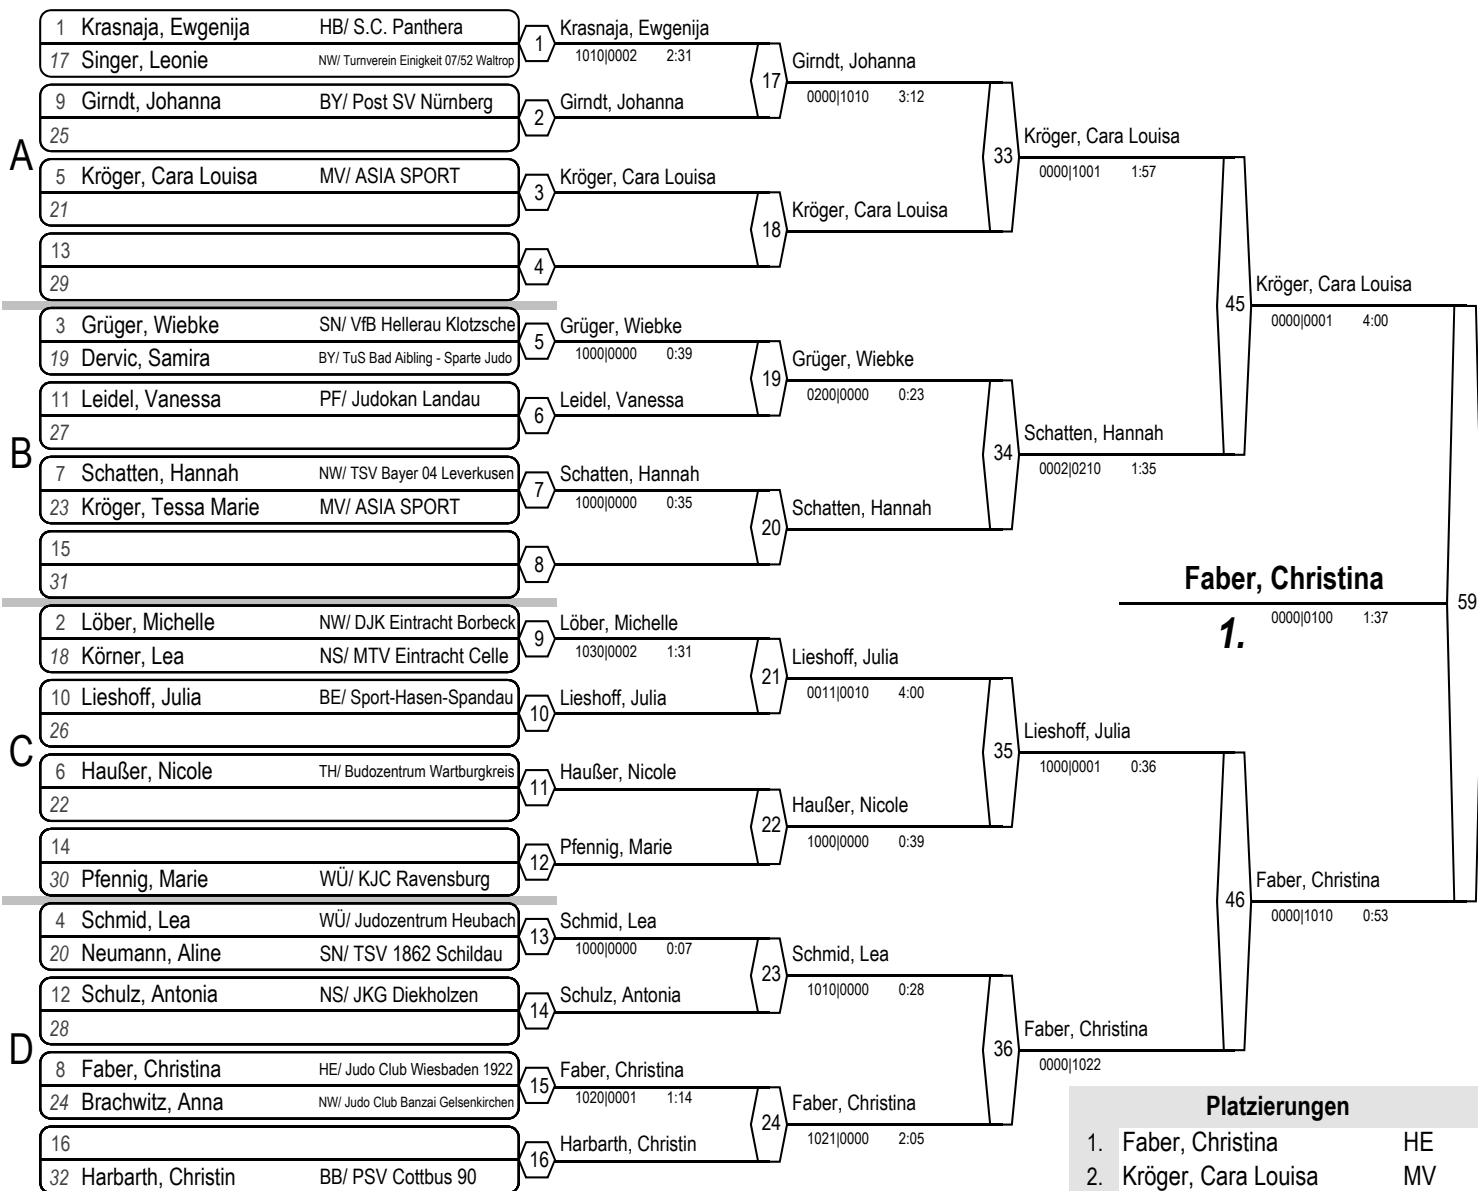 A
1 Krasnaja, Ewgenija HB/ S.C. Panthera
17 Singer, Leonie NW/ Turnverein Einigkeit 07/52 Waltrop
9 Girndt, Johanna BY/ Post SV Nürnberg
25
5 Kröger, Cara Louisa MV/ ASIA SPORT
21
13
29
B
3 Grüger, Wiebke SN/ VfB Hellerau Klotzsche
19 Dervic, Samira BY/ TuS Bad Aibling - Sparte Judo
11 Leidel, Vanessa PF/ Judokan Landau
27
7 Schatten, Hannah NW/ TSV Bayer 04 Leverkusen
23 Kröger, Tessa Marie MV/ ASIA SPORT
15
31
C
2 Löber, Michelle NW/ DJK Eintracht Borbeck
18 Körner, Lea NS/ MTV Eintracht Celle
10 Lieshoff, Julia BE/ Sport-Hasen-Spandau
26
6 Haußer, Nicole TH/ Budozentrum Wartburgkreis
22
14
30 Pfennig, Marie WÜ/ KJC Ravensburg
D
4 Schmid, Lea WÜ/ Judozentrum Heubach
20 Neumann, Aline SN/ TSV 1862 Schildau
12 Schulz, Antonia NS/ JKG Diekholzen
28
8 Faber, Christina HE/ Judo Club Wiesbaden 1922
24 Brachwitz, Anna NW/ Judo Club Banzai Gelsenkirchen
16
32 Harbarth, Christin BB/ PSV Cottbus 90
1 Krasnaja, Ewgenija
1010|0002 2:31
2 Girndt, Johanna
3 Kröger, Cara Louisa
4
5 Grüger, Wiebke
1000|0000 0:39
6 Leidel, Vanessa
7 Schatten, Hannah
1000|0000 0:35
8
9 Löber, Michelle
1030|0002 1:31
10 Lieshoff, Julia
11 Haußer, Nicole
12 Pfennig, Marie
13 Schmid, Lea
1000|0000 0:07
14 Schulz, Antonia
15 Faber, Christina
1020|0001 1:14
16 Harbarth, Christin
17 Girndt, Johanna
0000|1010 3:12
18 Kröger, Cara Louisa
19 Grüger, Wiebke
0200|0000 0:23
20 Schatten, Hannah
21 Lieshoff, Julia
0011|0010 4:00
22 Haußer, Nicole
1000|0000 0:39
23 Schmid, Lea
1010|0000 0:28
24 Faber, Christina
1021|0000 2:05
33 Kröger, Cara Louisa
0000|1001 1:57
34 Schatten, Hannah
0002|0210 1:35
35 Lieshoff, Julia
1000|0001 0:36
36 Faber, Christina
0000|1022
45 Kröger, Cara Louisa
0000|0001 4:00
46 Faber, Christina
0000|1010 0:53
Faber, Christina
59
1. 0000|0100 1:37
Platzierungen
1. Faber, Christina HE
2. Kröger, Cara Louisa MV